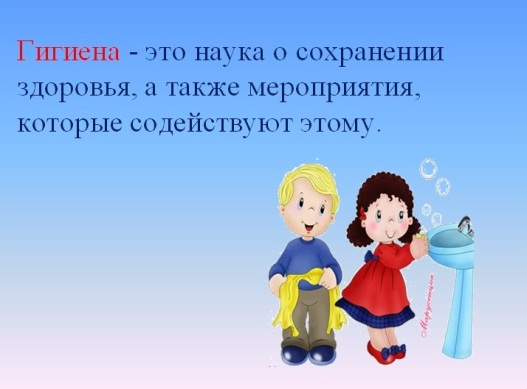 Гигиена - это наука о сохранении
здоровья, а также мероприятия,
которые содействуют этому.